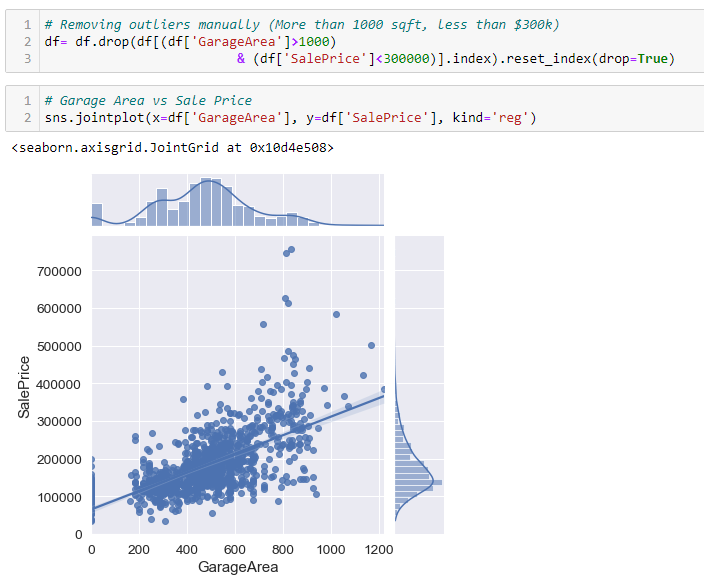 1 # Removing outliers manually (More than 1000 sqft, less than $300k)
2 df= df.drop(df[(df['GarageArea']>1000)
3 & (df['SalePrice']<300000)].index).reset_index(drop=True)
1 # Garage Area vs Sale Price
2 sns.jointplot(x=df['GarageArea'], y=df['SalePrice'], kind='reg')
<seaborn.axisgrid.JointGrid at 0x10d4e508>
700000
600000
500000
400000
300000
200000
100000
0
SalePrice
0 200 400 600 800 1000 1200
GarageArea